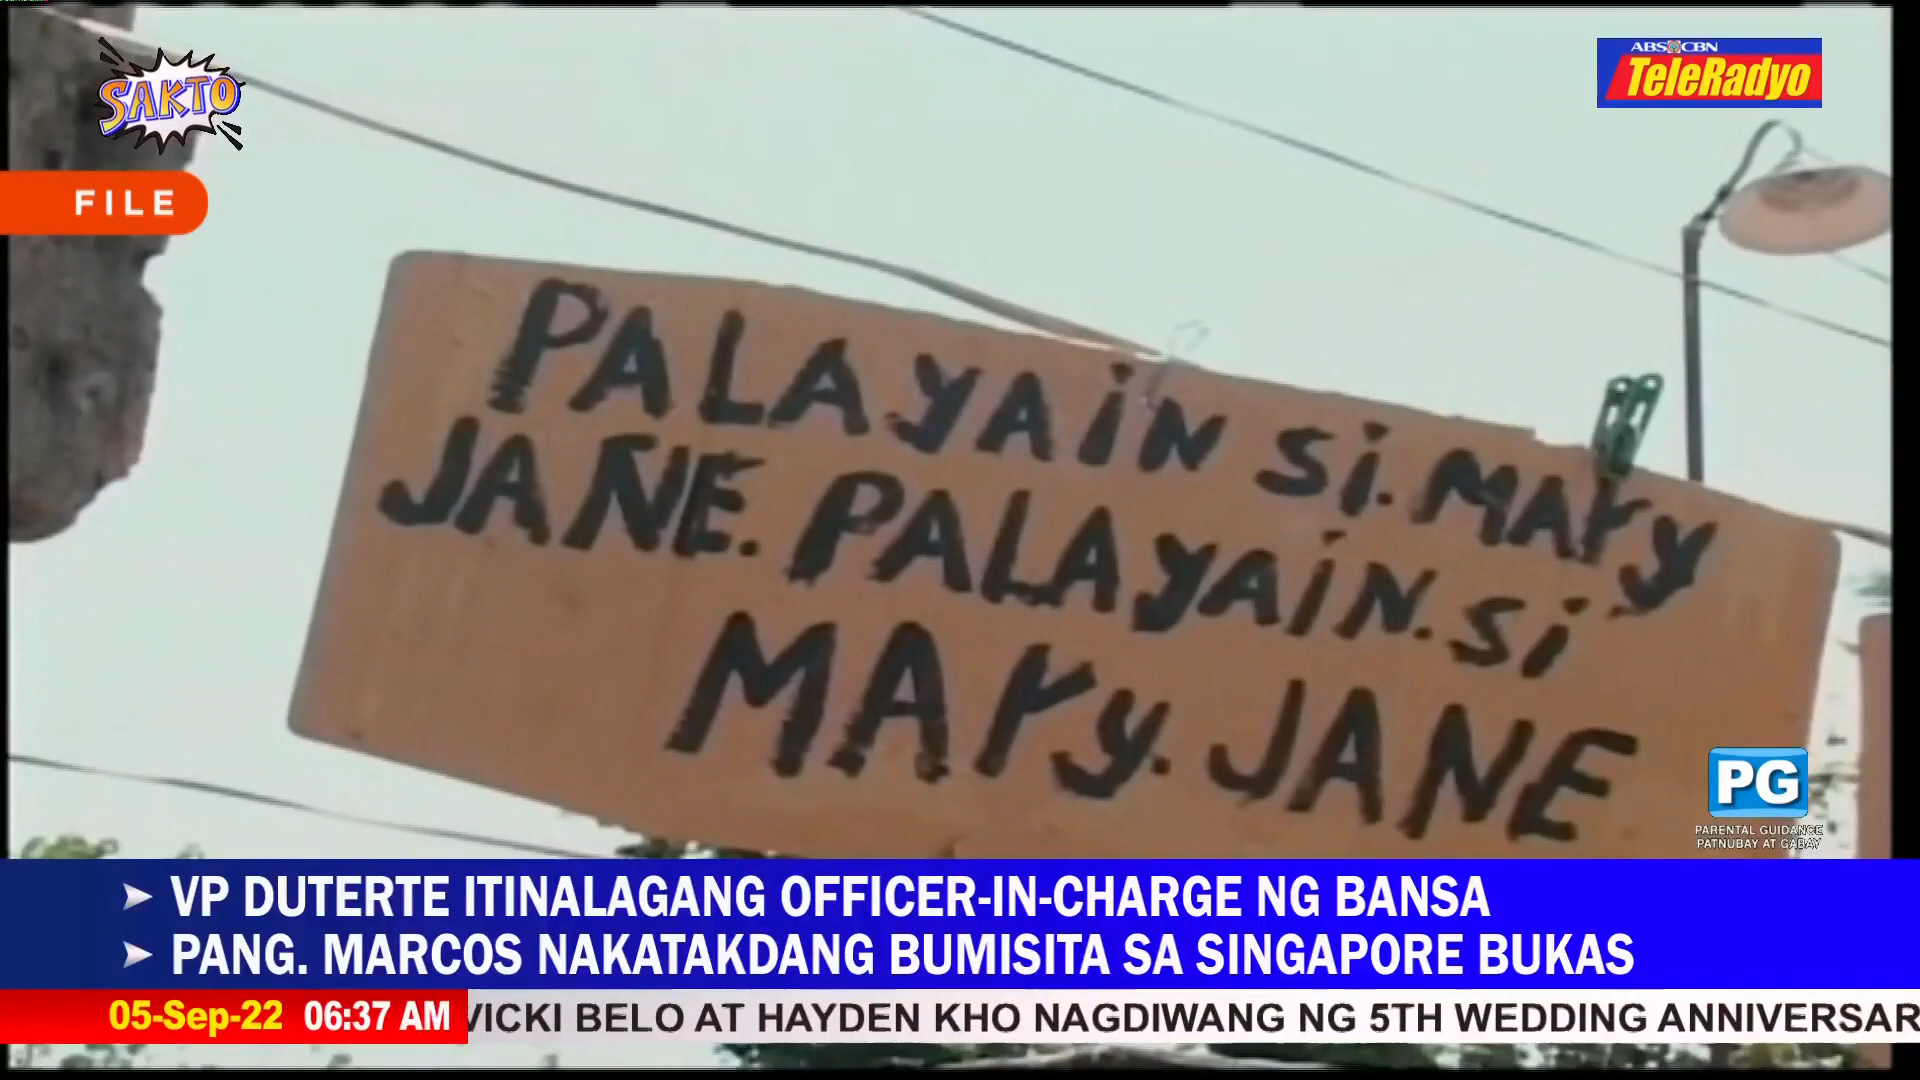 SAKTO
ABS CBN
TeleRadyo
FILE
PALAYAiN Si. MArY
JANE. PALAYAiN. Si
MArY. JANE
PG
PARENTAL GUIDANCE
PATNUBAY AT GABAY
VP DUTERTE ITINALAGANG OFFICER-IN-CHARGE NG BANSA
PANG. MARCOS NAKATAKDANG BUMISITA SA SINGAPORE BUKAS
05-Sep-22 06:37 AM VICKI BELO AT HAYDEN KHO NAGDIWANG NG 5TH WEDDING ANNIVERSAR